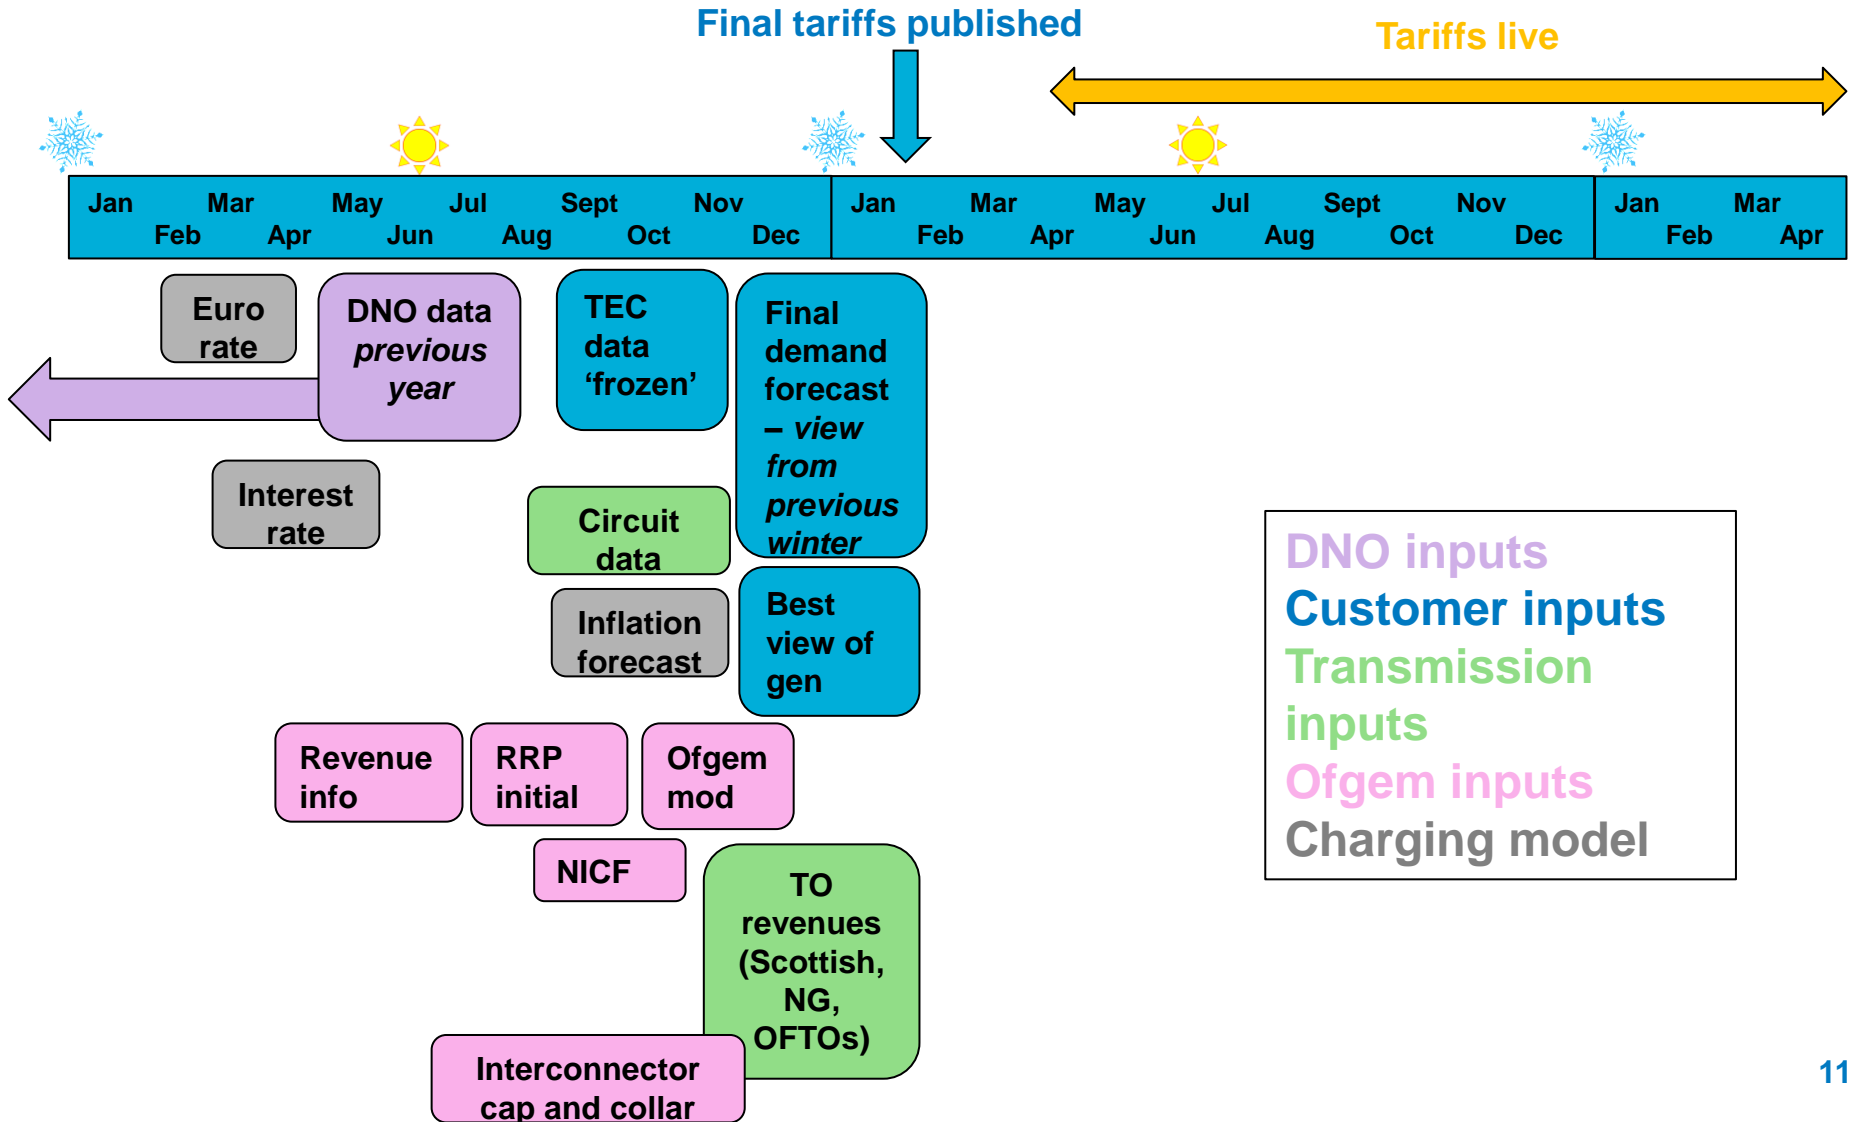 Final tariffs published
Tariffs live
Jan Mar May Jul Sept Nov Jan Mar May Jul Sept Nov Jan Mar
Feb Apr Jun Aug Oct Dec Feb Apr Jun Aug Oct Dec Feb Apr
Euro
rate
DNO data
previous
year
TEC
data
‘frozen’
Final
demand
forecast
– view
from
previous
winter
Interest
rate
Circuit
data
Inflation
forecast
Best
view of
gen
Revenue
info
RRP
initial
Ofgem
mod
NICF
TO
revenues
(Scottish,
NG,
OFTOs)
Interconnector
cap and collar
DNO inputs
Customer inputs
Transmission
inputs
Ofgem inputs
Charging model
11